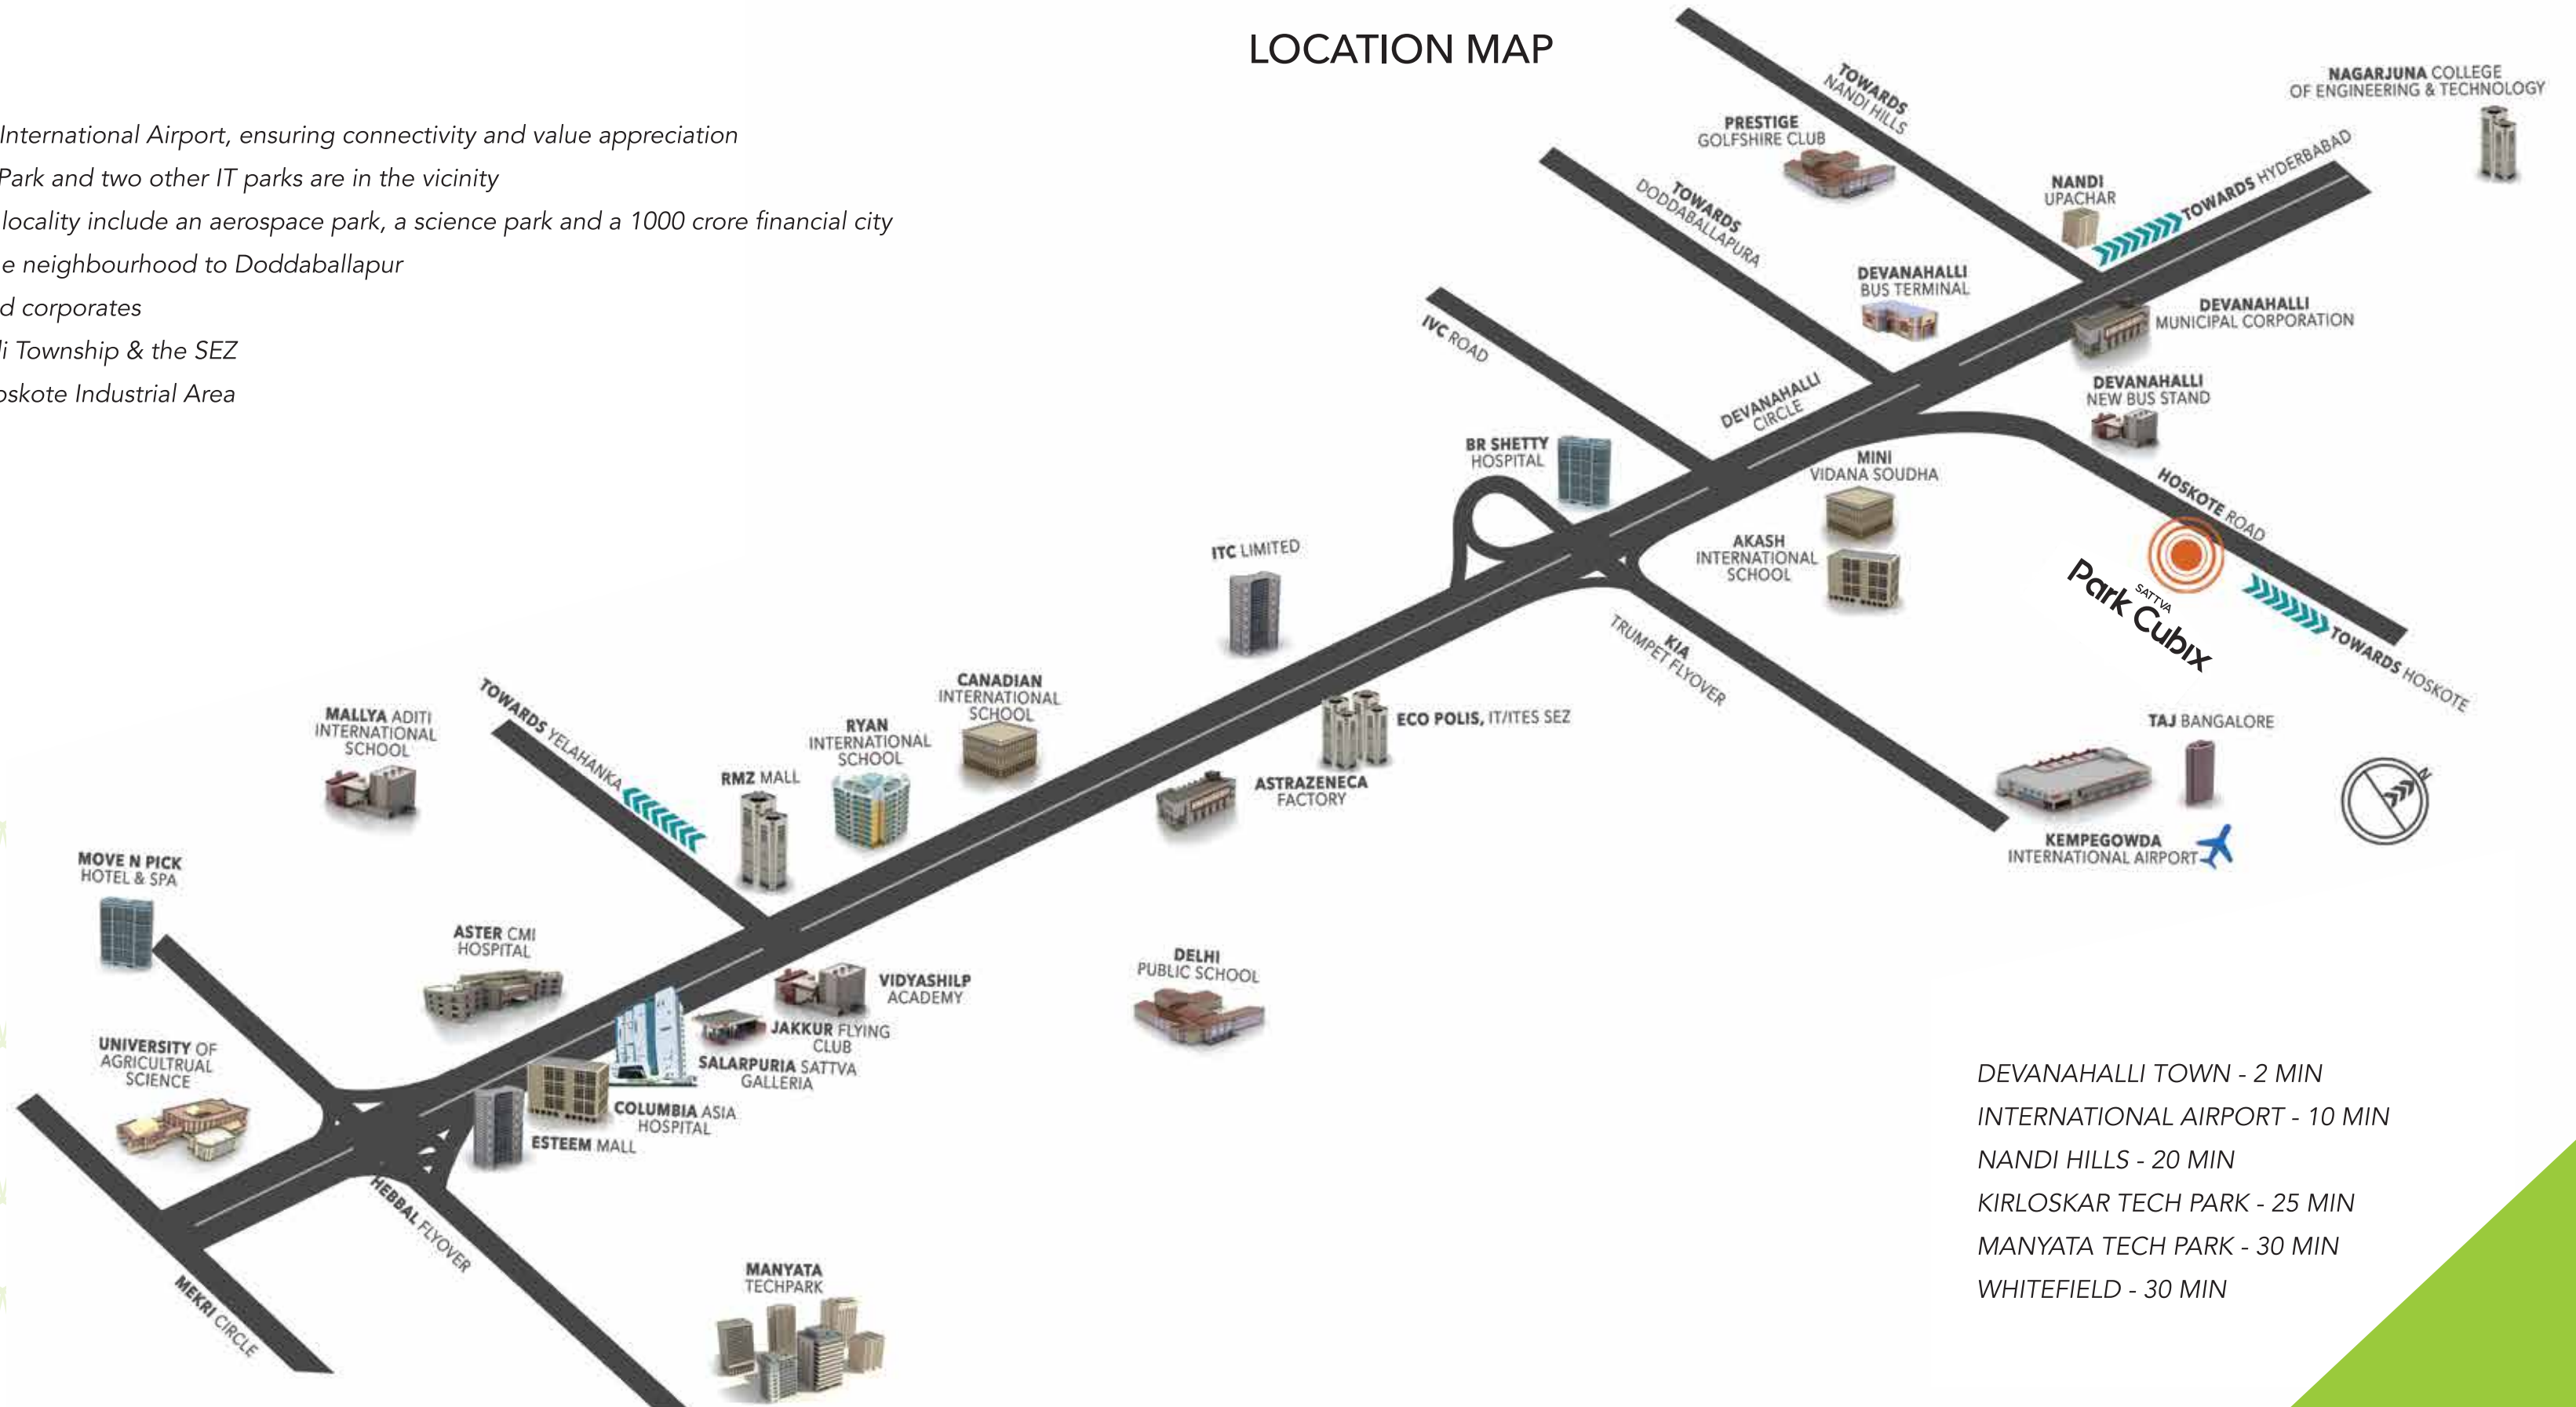 LOCATION MAP
International Airport, ensuring connectivity and value appreciation
Park and two other IT parks are in the vicinity
locality include an aerospace park, a science park and a 1000 crore financial city
e neighbourhood to Doddaballapur
d corporates
i Township & the SEZ
oskote Industrial Area
TOWARDS
NANDI HILLS
NAGARJUNA COLLEGE
OF ENGINEERING & TECHNOLOGY
PRESTIGE
GOLFSHIRE CLUB
TOWARDS HYDERBABAD
NANDI
UPACHAR
TOWARDS
DODDABALLAPURA
DEVANAHALLI
BUS TERMINAL
DEVANAHALLI
MUNICIPAL CORPORATION
IVC ROAD
DEVANAHALLI
CIRCLE
DEVANAHALLI
NEW BUS STAND
BR SHETTY
HOSPITAL
MINI
VIDANA SOUDHA
HOSKOTE ROAD
AKASH
INTERNATIONAL
SCHOOL
ITC LIMITED
SATTVA
Park Cubix
TOWARDS HOSKOTE
KIA
TRUMPET FLYOVER
CANADIAN
INTERNATIONAL
SCHOOL
TOWARDS YELAHANKA
MALLYA ADITI
INTERNATIONAL
SCHOOL
RYAN
INTERNATIONAL
SCHOOL
ECO POLIS, IT/ITES SEZ
TAJ BANGALORE
RMZ MALL
ASTRAZENECA
FACTORY
N
KEMPEGOWDA
INTERNATIONAL AIRPORT
MOVE N PICK
HOTEL & SPA
ASTER CMI
HOSPITAL
DELHI
PUBLIC SCHOOL
VIDYASHILP
ACADEMY
JAKKUR FLYING
CLUB
UNIVERSITY OF
AGRICULTRUAL
SCIENCE
SALARPURIA SATTVA
GALLERIA
COLUMBIA ASIA
HOSPITAL
ESTEEM MALL
HEBBAL FLYOVER
MEKRI CIRCLE
MANYATA
TECHPARK
DEVANAHALLI TOWN - 2 MIN
INTERNATIONAL AIRPORT - 10 MIN
NANDI HILLS - 20 MIN
KIRLOSKAR TECH PARK - 25 MIN
MANYATA TECH PARK - 30 MIN
WHITEFIELD - 30 MIN